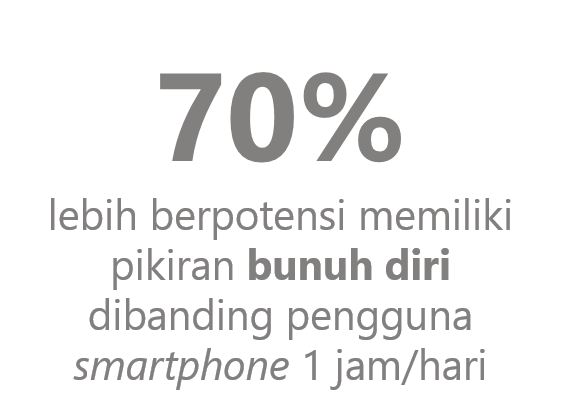 70%
lebih berpotensi memiliki
pikiran bunuh diri
dibanding pengguna
smartphone 1 jam/hari